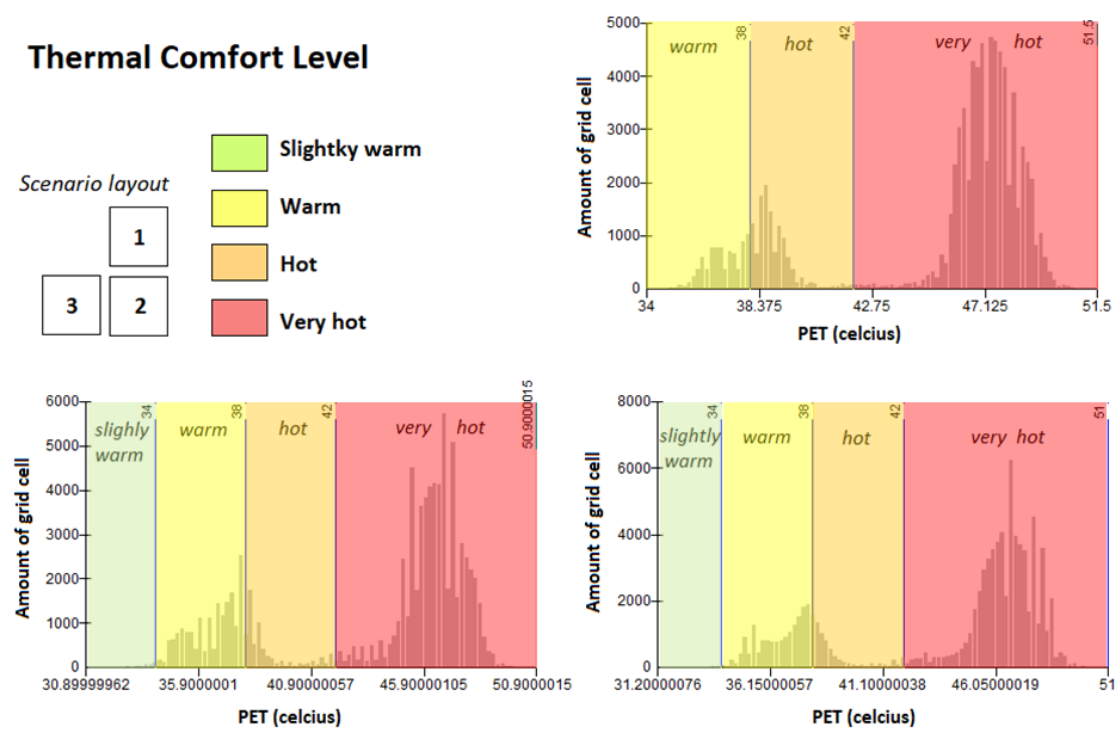 Thermal Comfort Level
Scenario layout
1
3 2
Slightky warm
Warm
Hot
Very hot
5000
4000
3000
2000
1000
0
Amount of grid cell
warm 38 hot 42 very hot 51.5
34 38.375 42.75 47.125 51.5
PET (celcius)
6000
5000
4000
3000
2000
1000
0
Amount of grid cell
slighly
warm
34 warm 38 hot 42 very hot 50.9000015
30.89999962 35.9000001 40.90000057 45.90000105 50.9000015
PET (celcius)
8000
6000
4000
2000
0
Amount of grid cell
slightly
warm
34 warm 38 hot 42 very hot 51
31.20000076 36.15000057 41.10000038 46.05000019 51
PET (celcius)